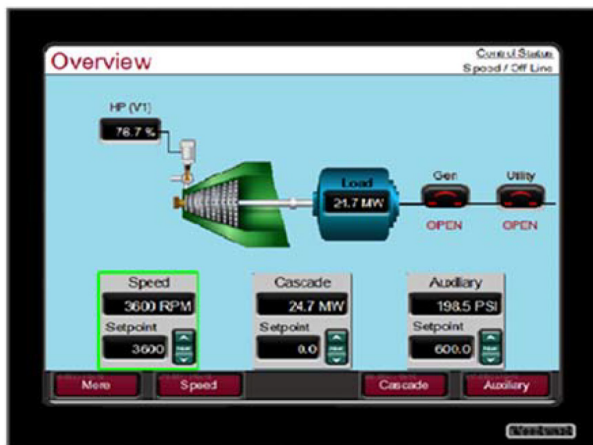 Overview
Control Status
Speed / Off Line
HP (V1)
76.7 %
Load
24.7 MW
Gen
Utility
OPEN
OPEN
Speed
Cascade
Auxiliary
3600 RPM
24.7 MW
198.5 PSI
Setpoint
Setpoint
Setpoint
3600
0.0
600.0
More
Speed
Cascade
Auxiliary
Woodward